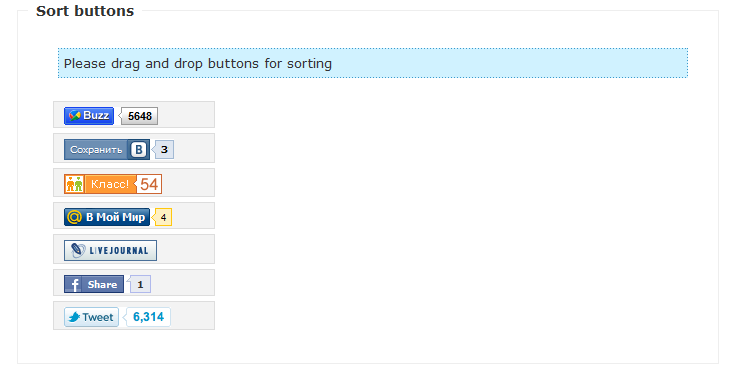 Sort buttons
Please drag and drop buttons for sorting
Buzz 5648
Сохранить B 3
Класс! 54
@ В Мой Мир 4
LIVEJOURNAL
f Share 1
Tweet 6,314